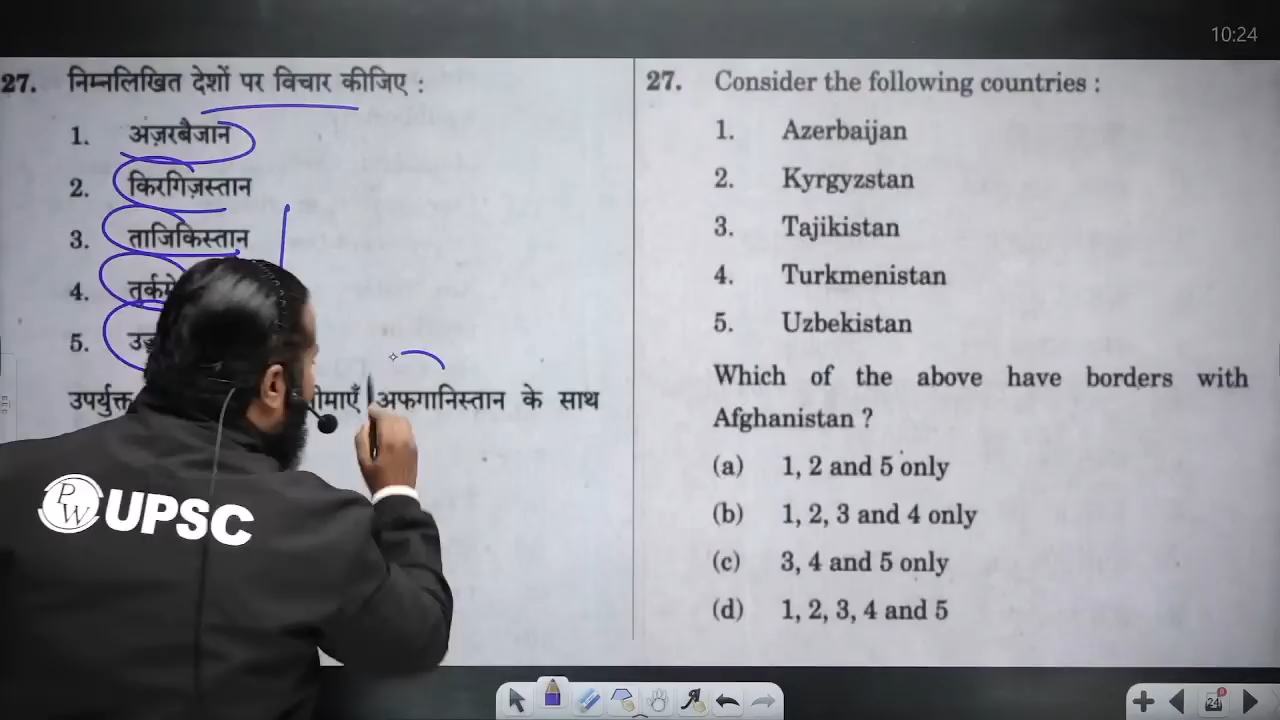 10:24
27. निम्नलिखित देशों पर विचार कीजिए :
1. अज़रबैजान
2. किरगिज़स्तान
3. ताजिकिस्तान
4.
5.
उपर्युक्त सीमाएँ अफगानिस्तान के साथ
27. Consider the following countries :
1. Azerbaijan
2. Kyrgyzstan
3. Tajikistan
4. Turkmenistan
5. Uzbekistan
Which of the above have borders with
Afghanistan ?
(a) 1, 2 and 5 only
(b) 1, 2, 3 and 4 only
(c) 3, 4 and 5 only
(d) 1, 2, 3, 4 and 5
PW UPSC
24